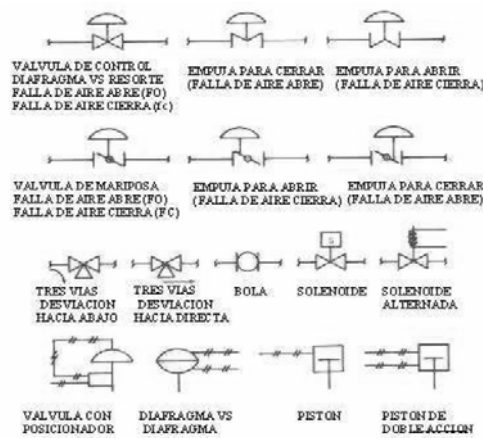 VALVULA DE CONTROL
DIAFRAGMA VS RESORTE
FALLA DE AIRE ABRE (FO)
FALLA DE AIRE CIERRA (fc)
EMPUJA PARA CERRAR
(FALLA DE AIRE ABRE)
EMPUJA PARA ABRIR
(FALLA DE AIRE CIERRA)
VALVULA DE MARIPOSA
FALLA DE AIRE ABRE (FO)
FALLA DE AIRE CIERRA (FC)
EMPUJA PARA ABRIR
(FALLA DE AIRE CIERRA)
EMPUJA PARA CERRAR
(FALLA DE AIRE ABRE)
S
TRES VIAS
DESVIACION
HACIA ABAJO
TRES VIAS
DESVIACION
HACIA DIRECTA
BOLA
SOLENOIDE
SOLENOIDE
ALTERNADA
VALVULA CON
POSICIONADOR
DIAFRAGMA VS
DIAFRAGMA
PISTON
PISTON DE
DOBLE ACCION